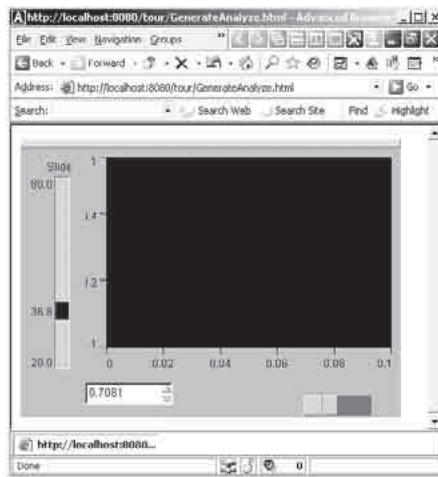 http://localhost:8080/tour/GenerateAnalyze.html - Advanced Browser
File Edit View Navigation Groups »
Back Forward »
Address: http://localhost:8080/tour/GenerateAnalyze.html Go
Search: Search Web Search Site Find Highlight
Slide
80.0
36.8
20.0
1
1.4
1.2
1
0 0.02 0.04 0.06 0.08 0.1
0.7081
http://localhost:8080...
Done 0